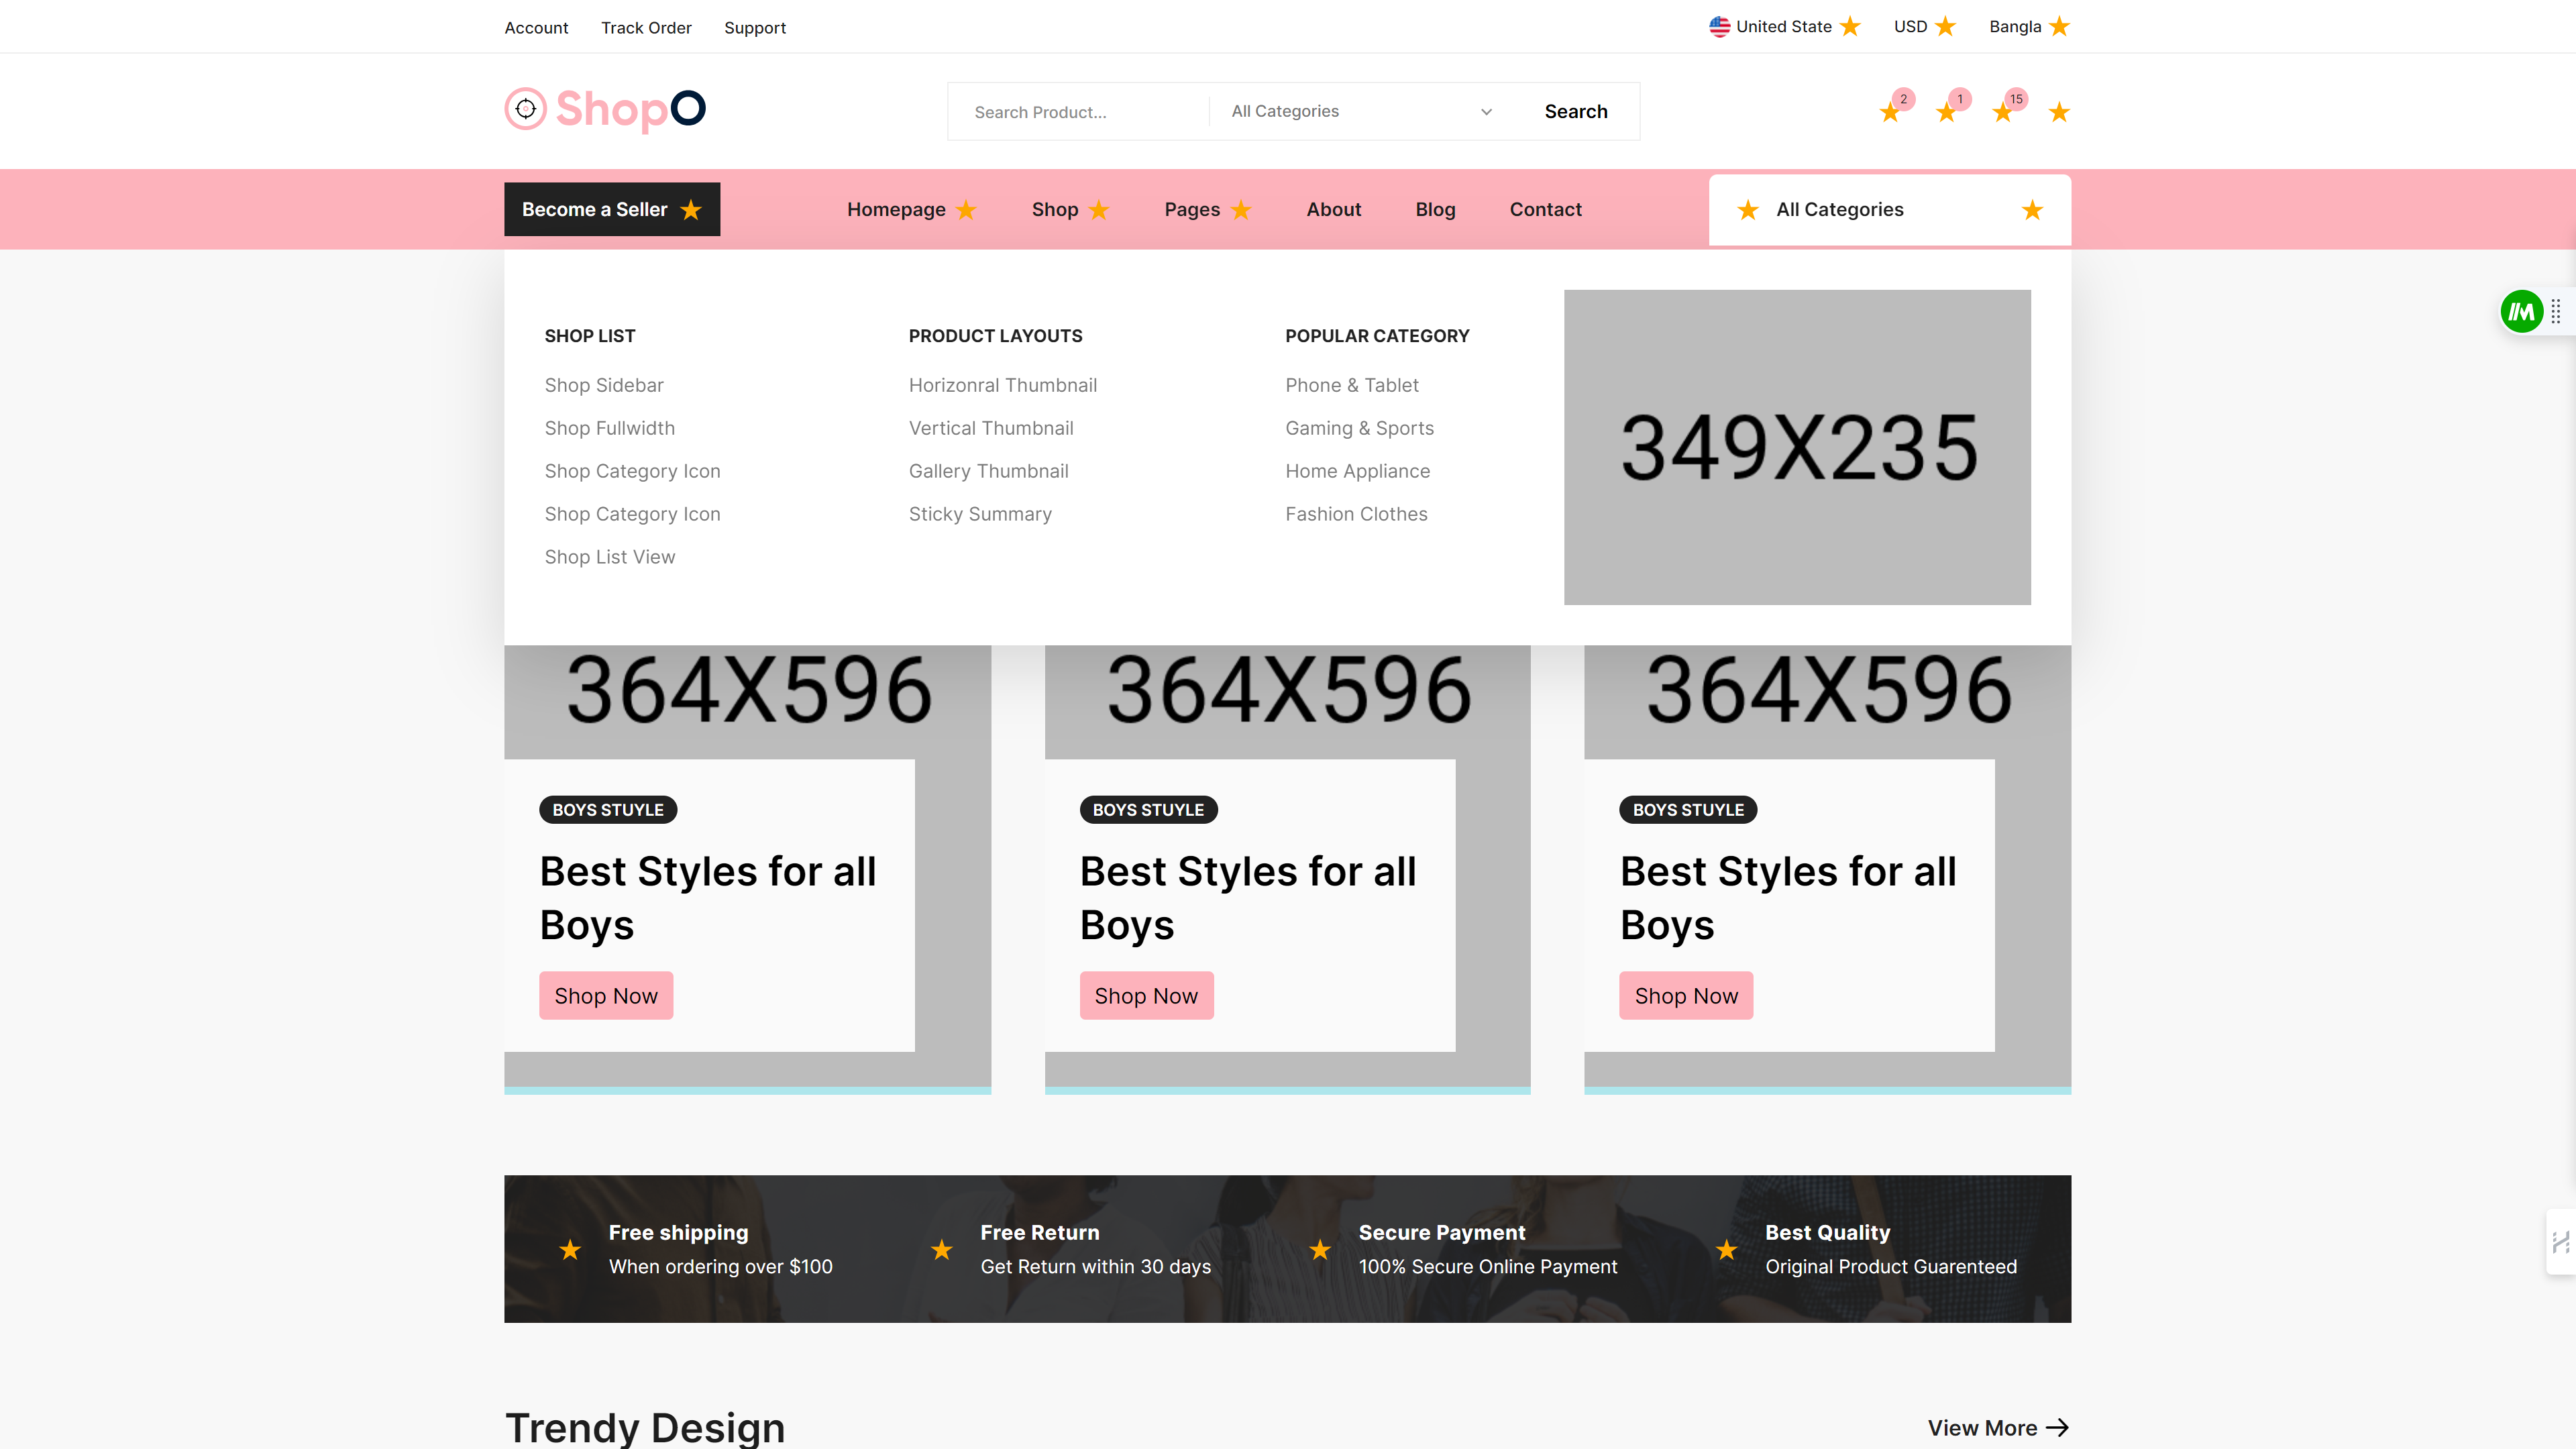 Account Track Order Support
United State USD Bangla
ShopO
Search Product... All Categories Search
2 1 15
Become a Seller Homepage Shop Pages About Blog Contact All Categories
SHOP LIST
Shop Sidebar
Shop Fullwidth
Shop Category Icon
Shop Category Icon
Shop List View
PRODUCT LAYOUTS
Horizonral Thumbnail
Vertical Thumbnail
Gallery Thumbnail
Sticky Summary
POPULAR CATEGORY
Phone & Tablet
Gaming & Sports
Home Appliance
Fashion Clothes
349X235
364X596
BOYS STUYLE
Best Styles for all
Boys
Shop Now
364X596
BOYS STUYLE
Best Styles for all
Boys
Shop Now
364X596
BOYS STUYLE
Best Styles for all
Boys
Shop Now
Free shipping
When ordering over $100
Free Return
Get Return within 30 days
Secure Payment
100% Secure Online Payment
Best Quality
Original Product Guarenteed
Trendy Design
View More